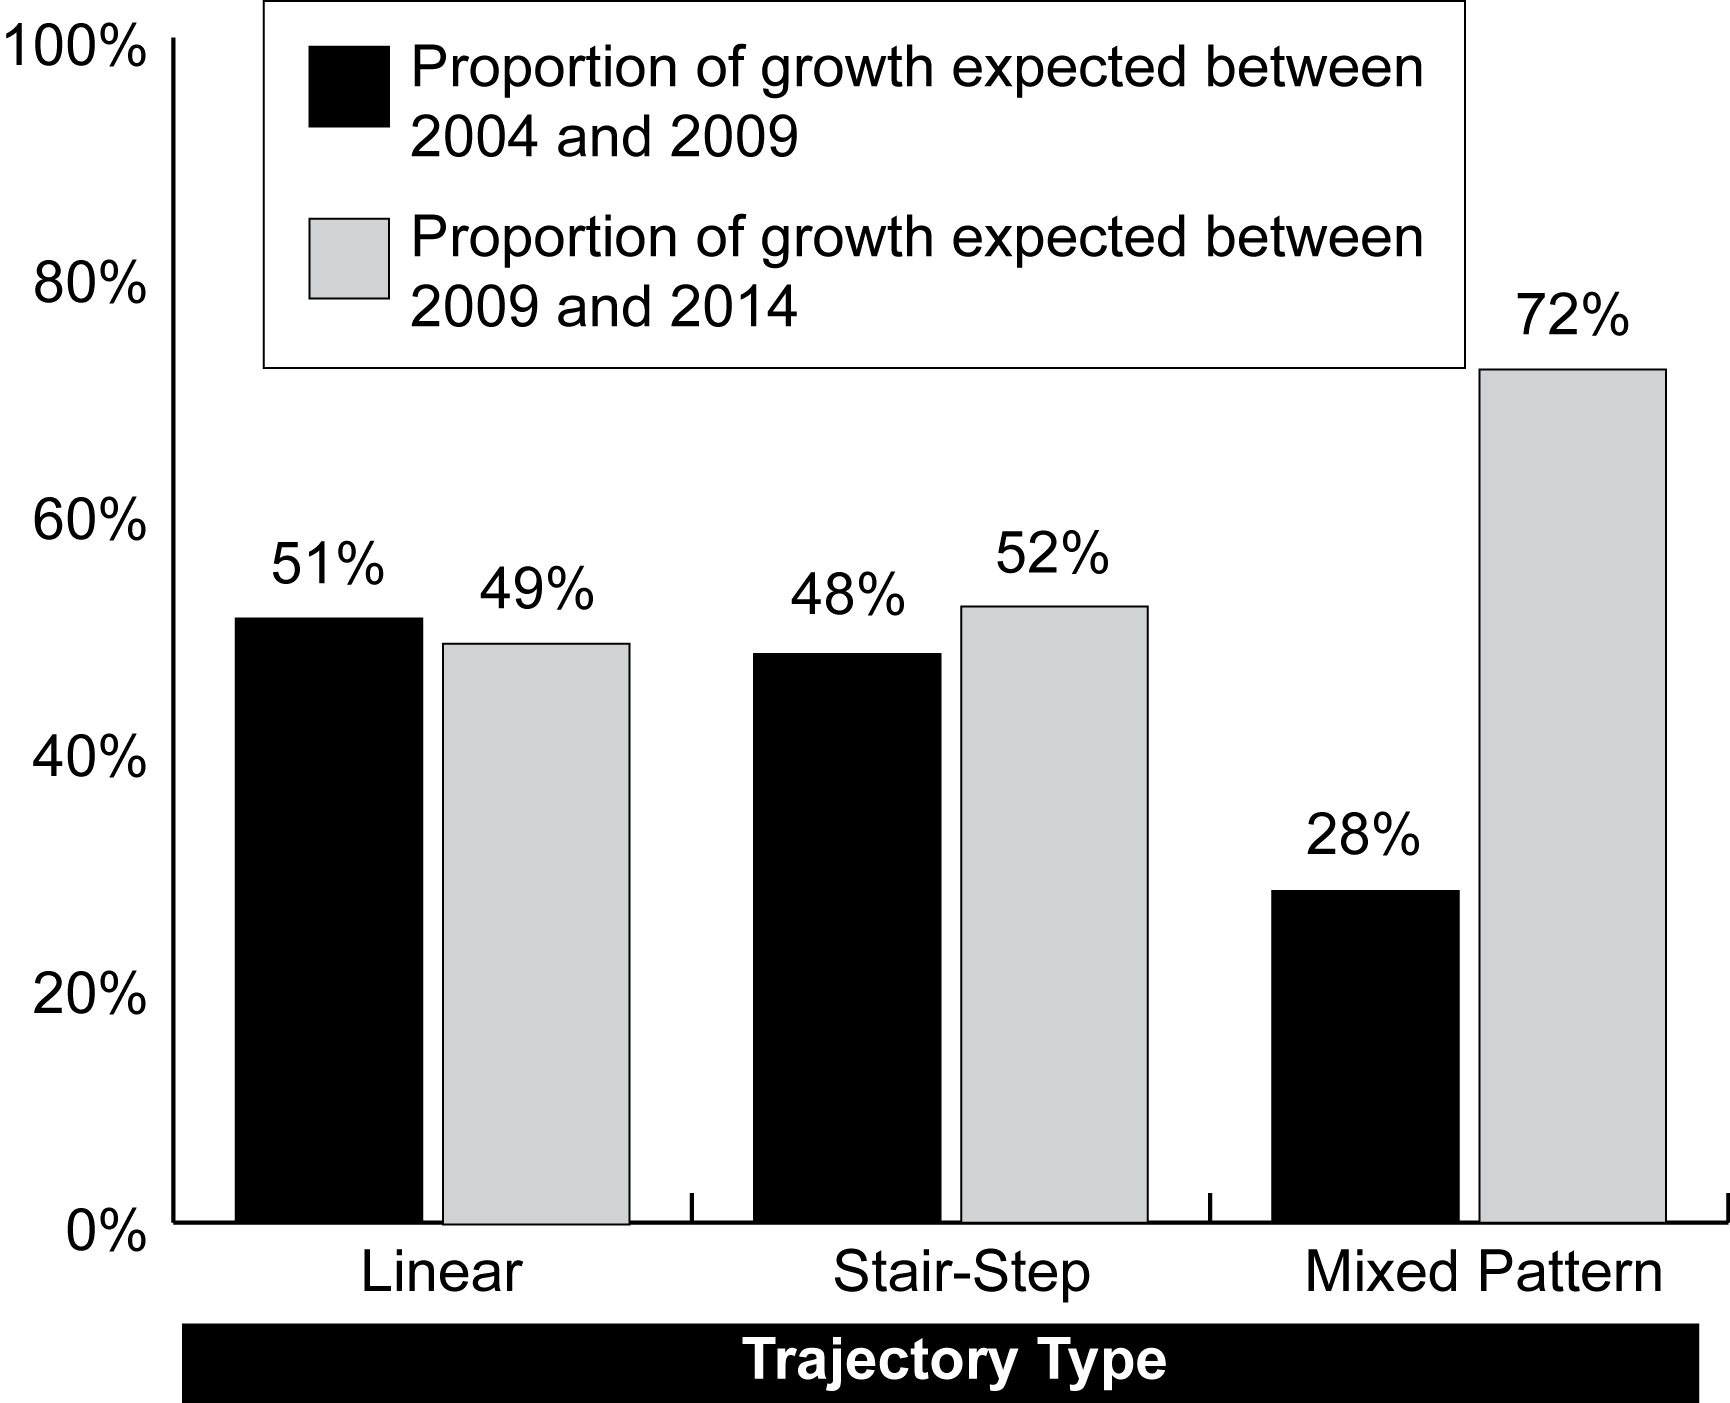 100%
80%
60%
40%
20%
0%
Proportion of growth expected between
2004 and 2009
Proportion of growth expected between
2009 and 2014
51%
49%
48%
52%
28%
72%
Linear
Stair-Step
Mixed Pattern
Trajectory Type